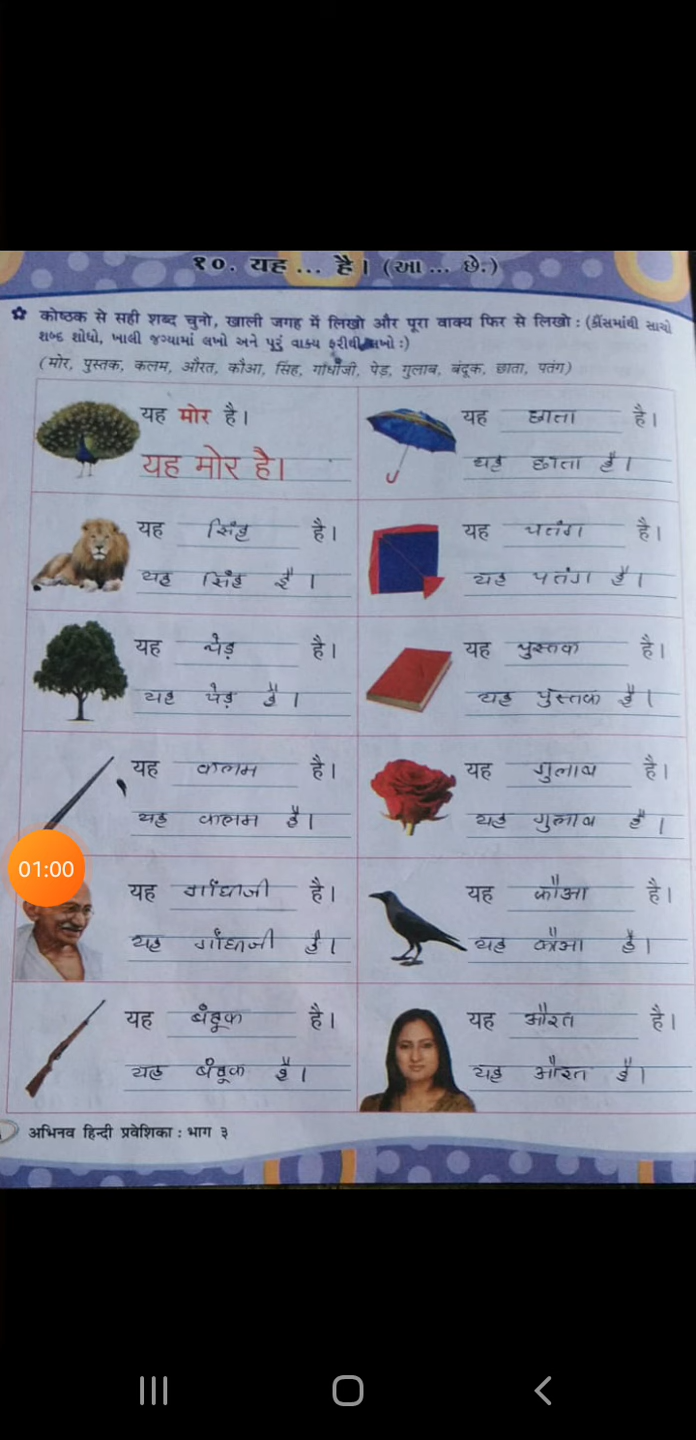 १०. यह ... है। (આ ... છે.)
✿ कोष्ठक से सही शब्द चुनो, खाली जगह में लिखो और पूरा वाक्य फिर से लिखो : (કૌંસમાંથી સાચો
શબ્દ શોધો, ખાલી જગ્યામાં લખો અને પૂરું વાક્ય ફરીથી લખો :)
(मोर, पुस्तक, कलम, औरत, कौआ, सिंह, गाँधीजी, पेड़, गुलाब, बंदूक, छाता, पतंग)
यह मोर है।
यह मोर है।
यह छाता है।
यह छाता है।
यह सिंह है।
यह सिंह है।
यह पतंग है।
यह पतंग है।
यह पेड़ है।
यह पेड़ है।
यह पुस्तक है।
यह पुस्तक है।
यह कलम है।
यह कलम है।
यह गुलाब है।
यह गुलाब है।
01:00
यह गाँधीजी है।
यह गाँधीजी है।
यह कौआ है।
यह कौआ है।
यह बंदूक है।
यह बंदूक है।
यह औरत है।
यह औरत है।
अभिनव हिन्दी प्रवेशिका : भाग ३